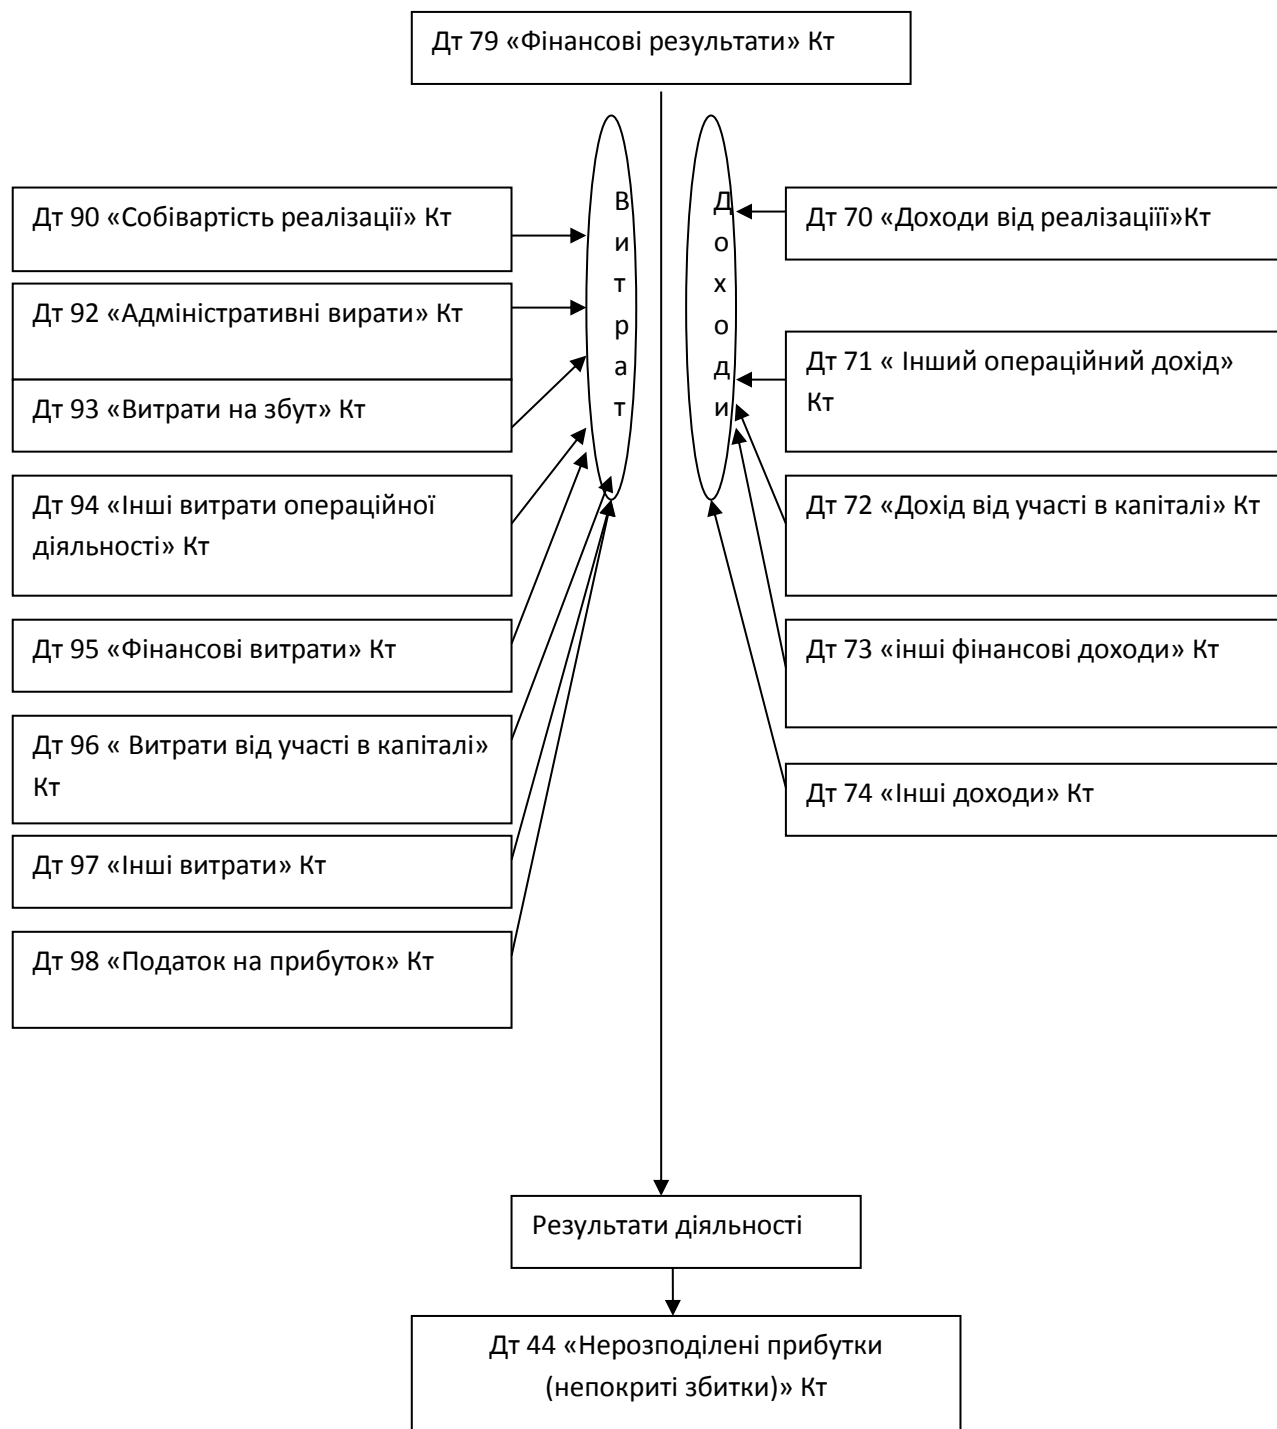 Дт 79 «Фінансові результати» Кт
Дт 90 «Собівартість реалізації» Кт
Дт 92 «Адміністративні вирати» Кт
Дт 93 «Витрати на збут» Кт
Дт 94 «Інші витрати операційної
діяльності» Кт
Дт 95 «Фінансові витрати» Кт
Дт 96 « Витрати від участі в капіталі»
Кт
Дт 97 «Інші витрати» Кт
Дт 98 «Податок на прибуток» Кт
В
и
т
р
а
т
Д
о
х
о
д
и
Дт 70 «Доходи від реалізаціїї»Кт
Дт 71 « Інший операційний дохід»
Кт
Дт 72 «Дохід від участі в капіталі» Кт
Дт 73 «інші фінансові доходи» Кт
Дт 74 «Інші доходи» Кт
Результати діяльності
Дт 44 «Нерозподілені прибутки
(непокриті збитки)» Кт